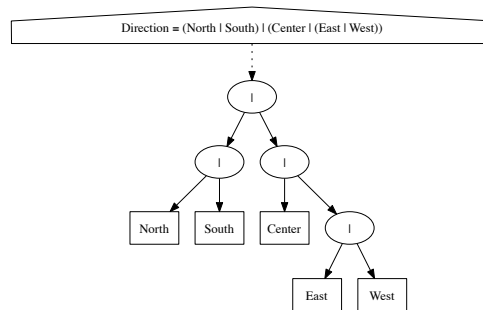 Direction = (North | South) | (Center | (East | West))
|
| |
North South Center |
East West